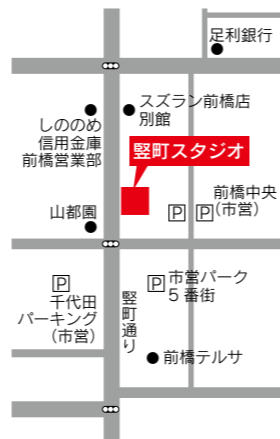 足利銀行
スズラン前橋店
別館
しののめ
信用金庫
前橋営業部
竪町スタジオ
前橋中央
(市営)
P
P
山都園
P
千代田
パーキング
(市営)
P
市営パーク
5番街
竪町通り
前橋テルサ